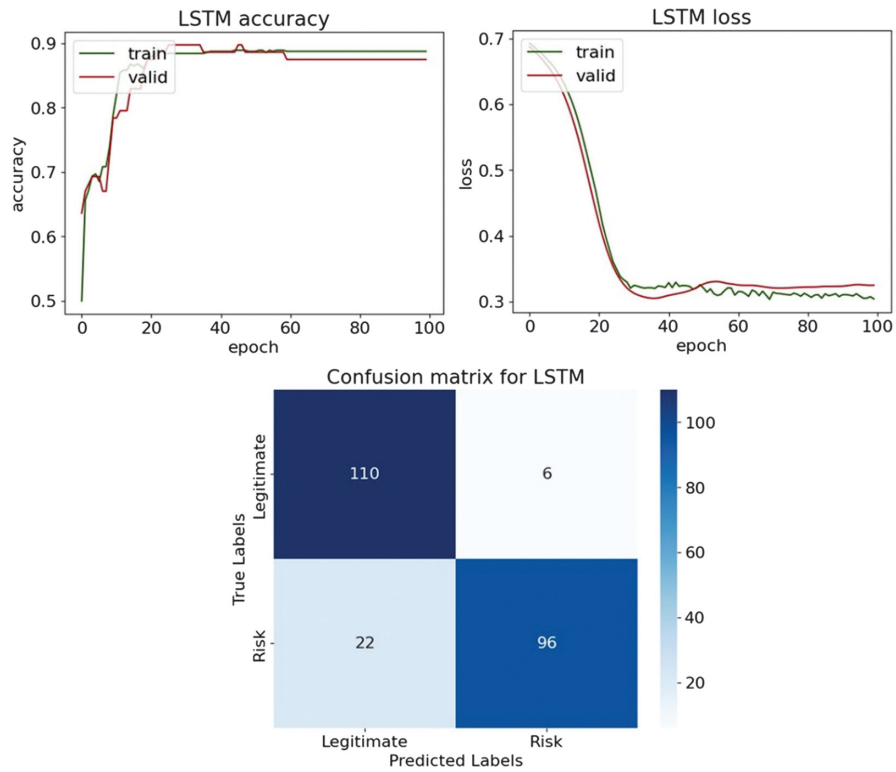 LSTM accuracy
0.9
0.8
0.7
0.6
0.5
accuracy
train
valid
0 20 40 60 80 100
epoch
LSTM loss
0.7
0.6
0.5
0.4
0.3
loss
train
valid
0 20 40 60 80 100
epoch
Confusion matrix for LSTM
True Labels
Legitimate
Risk
110 6
22 96
Legitimate Risk
Predicted Labels
100
80
60
40
20